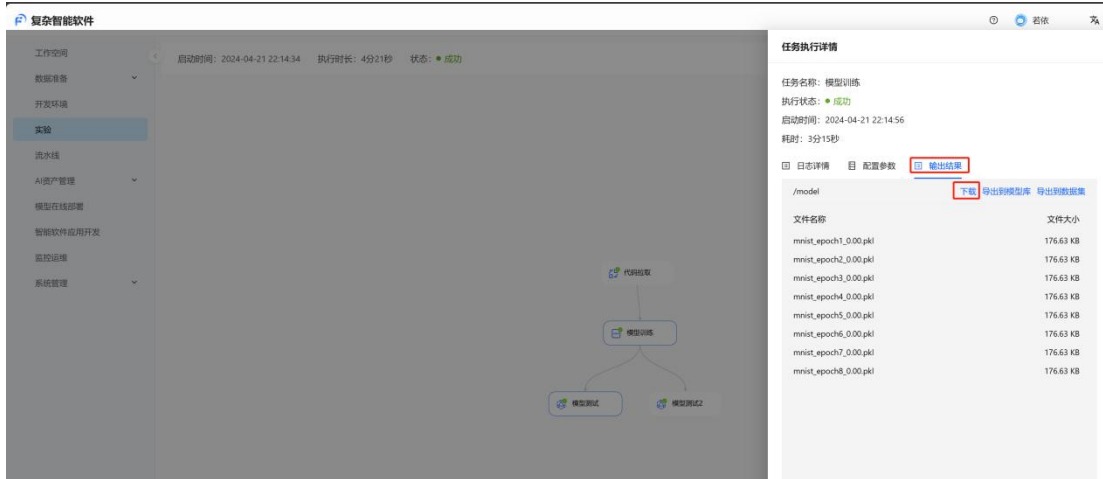 复杂智能软件
若依
工作空间
数据准备
开发环境
实验
流水线
AI资产管理
模型在线部署
智能软件应用开发
监控运维
系统管理
启动时间：2024-04-21 22:14:34 执行时长：4分21秒 状态：成功
代码拉取
模型训练
模型测试
模型测试2
任务执行详情
任务名称：模型训练
执行状态：成功
启动时间：2024-04-21 22:14:56
耗时：3分15秒
日志详情 配置参数 输出结果
/model 下载 导出到模型库 导出到数据集
文件名称 文件大小
mnist_epoch1_0.00.pkl 176.63 KB
mnist_epoch2_0.00.pkl 176.63 KB
mnist_epoch3_0.00.pkl 176.63 KB
mnist_epoch4_0.00.pkl 176.63 KB
mnist_epoch5_0.00.pkl 176.63 KB
mnist_epoch6_0.00.pkl 176.63 KB
mnist_epoch7_0.00.pkl 176.63 KB
mnist_epoch8_0.00.pkl 176.63 KB